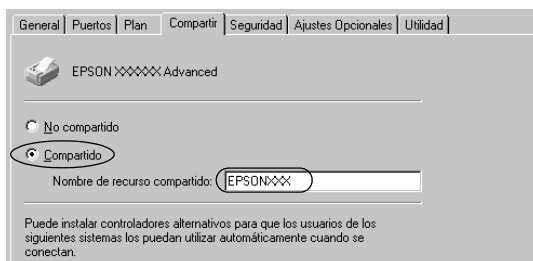 General Puertos Plan Compartir Seguridad Ajustes Opcionales Utilidad
EPSON XXXXXX Advanced
No compartido
Compartido
Nombre de recurso compartido: EPSONXXX
Puede instalar controladores alternativos para que los usuarios de los
siguientes sistemas los puedan utilizar automáticamente cuando se
conectan.